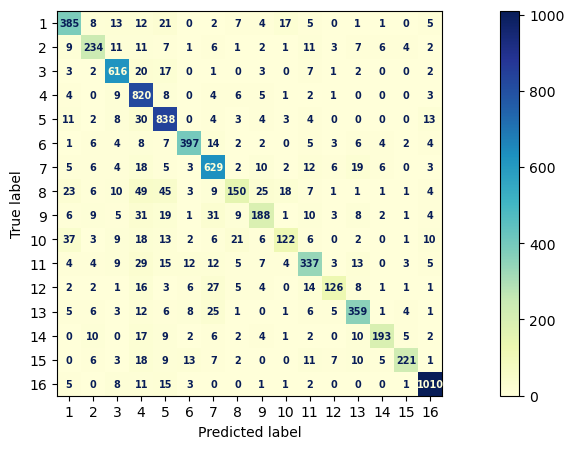 1 385 8 13 12 21 0 2 7 4 17 5 0 1 1 0 5
2 9 234 11 11 7 1 6 1 2 1 11 3 7 6 4 2
3 3 2 616 20 17 0 1 0 3 0 7 1 2 0 0 2
4 4 0 9 820 8 0 4 6 5 1 2 1 0 0 0 3
5 11 2 8 30 838 0 4 3 4 3 4 0 0 0 0 13
6 1 6 4 8 7 397 14 2 2 0 5 3 6 4 2 4
7 5 6 4 18 5 3 629 2 10 2 12 6 19 6 0 3
8 23 6 10 49 45 3 9 150 25 18 7 1 1 1 1 4
9 6 9 5 31 19 1 31 9 188 1 10 3 8 2 1 4
10 37 3 9 18 13 2 6 21 6 122 6 0 2 0 1 10
11 4 4 9 29 15 12 12 5 7 4 337 3 13 0 3 5
12 2 2 1 16 3 6 27 5 4 0 14 126 8 1 1 1
13 5 6 3 12 6 8 25 1 0 1 6 5 359 1 4 1
14 0 10 0 17 9 2 6 2 4 1 2 0 10 193 5 2
15 0 6 3 18 9 13 7 2 0 0 11 7 10 5 221 1
16 5 0 8 11 15 3 0 0 1 1 2 0 0 0 1 1010
1 2 3 4 5 6 7 8 9 10 11 12 13 14 15 16
Predicted label
True label
1000
800
600
400
200
0